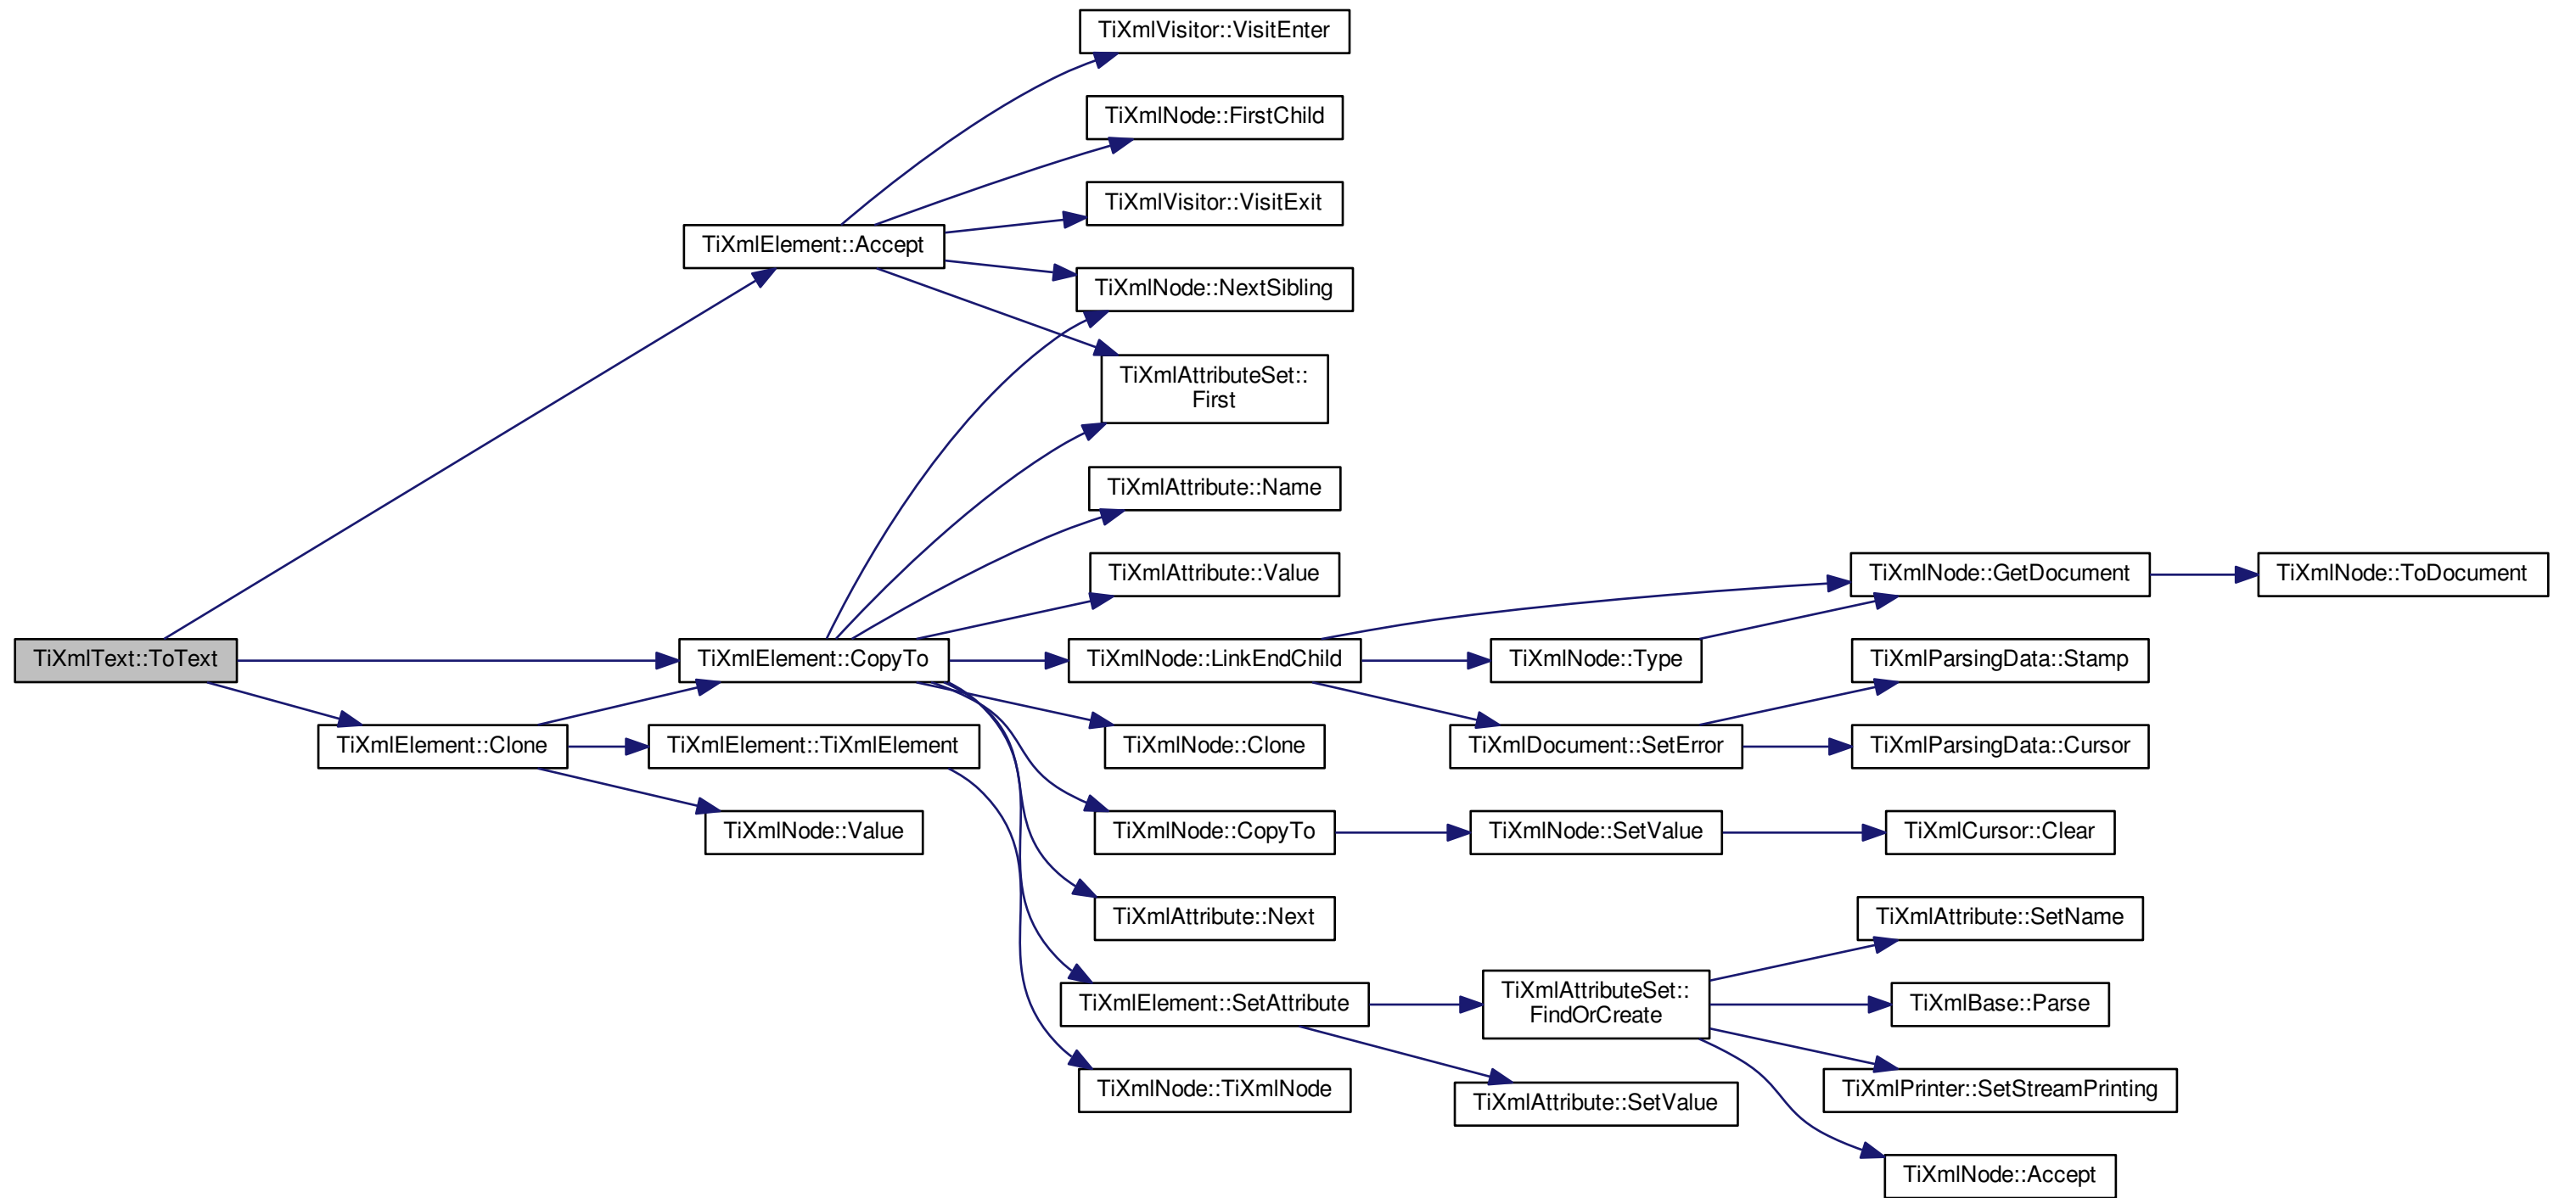 TiXmlVisitor::VisitEnter
TiXmlNode::FirstChild
TiXmlVisitor::VisitExit
TiXmlElement::Accept
TiXmlNode::NextSibling
TiXmlAttributeSet::
First
TiXmlAttribute::Name
TiXmlAttribute::Value
TiXmlNode::GetDocument
TiXmlNode::ToDocument
TiXmlText::ToText
TiXmlElement::CopyTo
TiXmlNode::LinkEndChild
TiXmlNode::Type
TiXmlParsingData::Stamp
TiXmlElement::Clone
TiXmlElement::TiXmlElement
TiXmlNode::Clone
TiXmlDocument::SetError
TiXmlParsingData::Cursor
TiXmlNode::Value
TiXmlNode::CopyTo
TiXmlNode::SetValue
TiXmlCursor::Clear
TiXmlAttribute::Next
TiXmlAttribute::SetName
TiXmlElement::SetAttribute
TiXmlAttributeSet::
FindOrCreate
TiXmlBase::Parse
TiXmlNode::TiXmlNode
TiXmlAttribute::SetValue
TiXmlPrinter::SetStreamPrinting
TiXmlNode::Accept